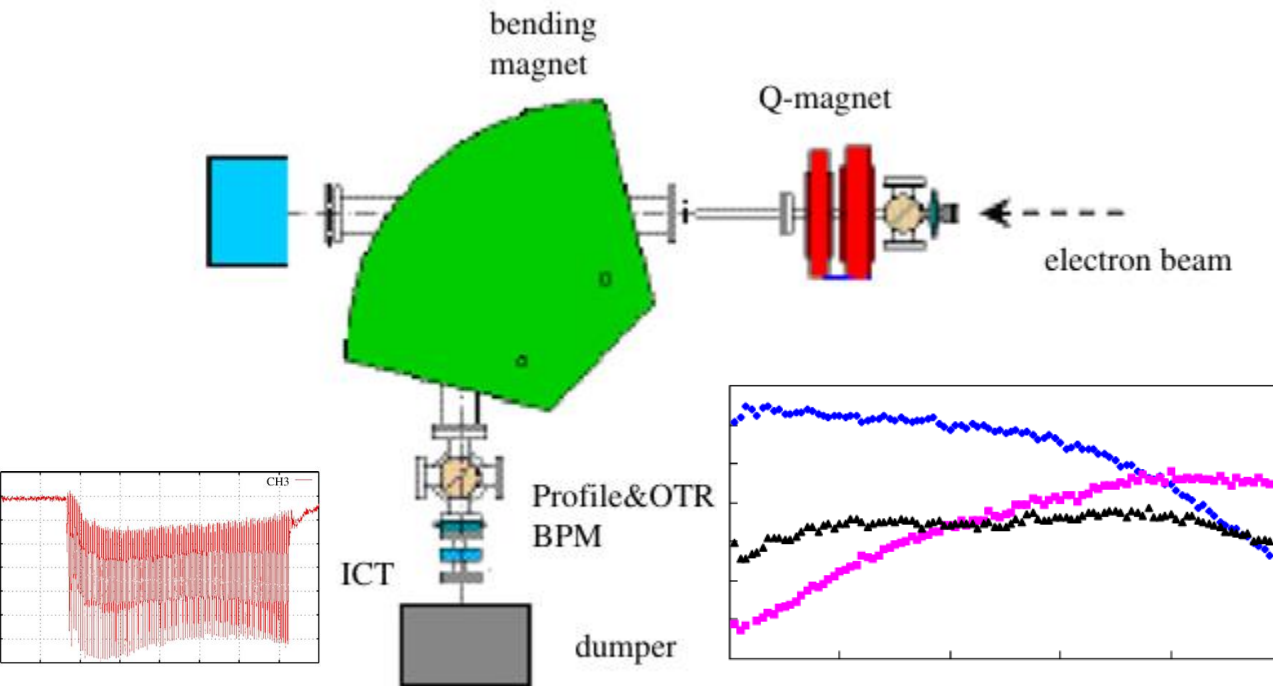 bending
magnet
Q-magnet
electron beam
CH3
Profile&OTR
BPM
ICT
dumper